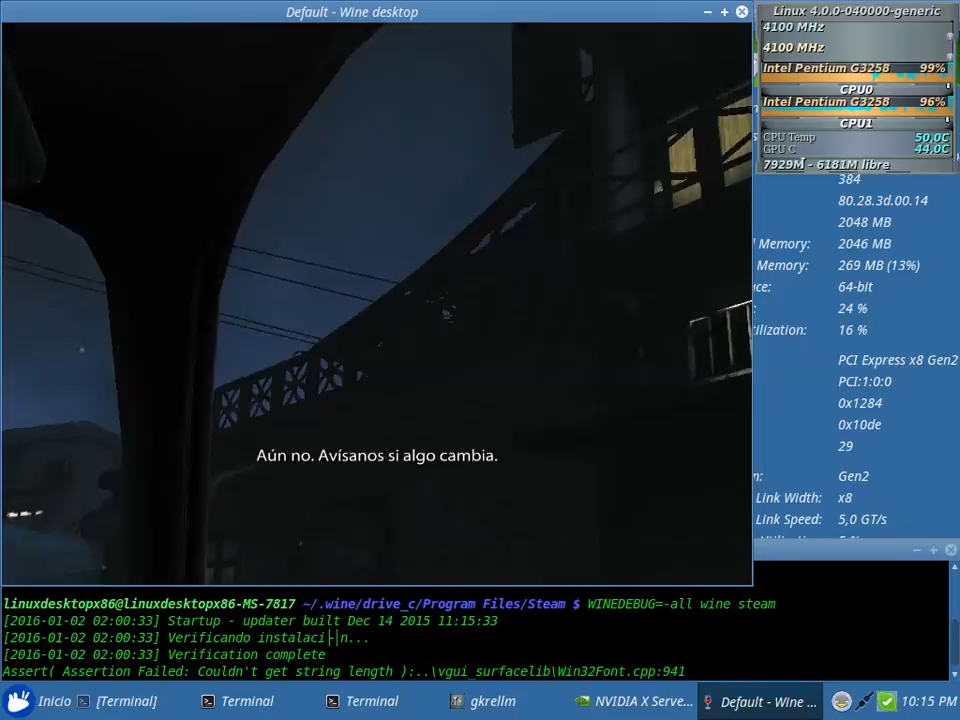 Default - Wine desktop
Linux 4.0.0-040000-generic
4100 MHz
4100 MHz
Intel Pentium G3258 99%
CPU0
Intel Pentium G3258 96%
CPU1
CPU Temp 50.0C
GPU C 44.0C
7929M - 6181M libre
384
80.28.3d.00.14
2048 MB
Memory: 2046 MB
Memory: 269 MB (13%)
ce: 64-bit
: 24 %
ilization: 16 %
PCI Express x8 Gen2
PCI:1:0:0
0x1284
0x10de
29
n: Gen2
Link Width: x8
Link Speed: 5,0 GT/s
Aún no. Avísanos si algo cambia.
linuxdesktopx86@linuxdesktopx86-MS-7817 ~/.wine/drive_c/Program Files/Steam $ WINEDEBUG=-all wine steam
[2016-01-02 02:00:33] Startup - updater built Dec 14 2015 11:15:33
[2016-01-02 02:00:33] Verificando instalaci├│n...
[2016-01-02 02:00:33] Verification complete
Assert( Assertion Failed: Couldn't get string length ):..\vgui_surfacelib\Win32Font.cpp:941
Inicio [Terminal] Terminal Terminal gkrellm NVIDIA X Serve... Default - Wine ... 10:15 PM